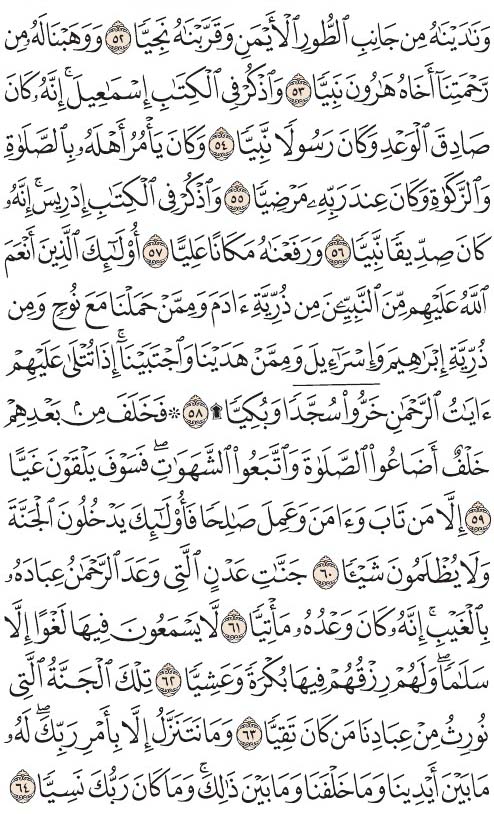 وَنَٰدَيْنَٰهُ مِن جَانِبِ ٱلطُّورِ ٱلْأَيْمَنِ وَقَرَّبْنَٰهُ نَجِيًّا ٥٢ وَوَهَبْنَا لَهُۥ مِن
رَّحْمَتِنَآ أَخَاهُ هَٰرُونَ نَبِيًّا ٥٣ وَٱذْكُرْ فِى ٱلْكِتَٰبِ إِسْمَٰعِيلَ ۚ إِنَّهُۥ كَانَ
صَادِقَ ٱلْوَعْدِ وَكَانَ رَسُولًا نَّبِيًّا ٥٤ وَكَانَ يَأْمُرُ أَهْلَهُۥ بِٱلصَّلَوٰةِ
وَٱلزَّكَوٰةِ وَكَانَ عِندَ رَبِّهِۦ مَرْضِيًّا ٥٥ وَٱذْكُرْ فِى ٱلْكِتَٰبِ إِدْرِيسَ ۚ إِنَّهُۥ
كَانَ صِدِّيقًا نَّبِيًّا ٥٦ وَرَفَعْنَٰهُ مَكَانًا عَلِيًّا ٥٧ أُو۟لَٰٓئِكَ ٱلَّذِينَ أَنْعَمَ
ٱللَّهُ عَلَيْهِم مِّنَ ٱلنَّبِيِّۦنَ مِن ذُرِّيَّةِ ءَادَمَ وَمِمَّنْ حَمَلْنَا مَعَ نُوحٍ وَمِن
ذُرِّيَّةِ إِبْرَٰهِيمَ وَإِسْرَٰٓءِيلَ وَمِمَّنْ هَدَيْنَا وَٱجْتَبَيْنَآ ۚ إِذَا تُتْلَىٰ عَلَيْهِمْ
ءَايَٰتُ ٱلرَّحْمَٰنِ خَرُّوا۟ سُجَّدًا وَبُكِيًّا ۩ ٥٨ ۞ فَخَلَفَ مِنۢ بَعْدِهِمْ
خَلْفٌ أَضَاعُوا۟ ٱلصَّلَوٰةَ وَٱتَّبَعُوا۟ ٱلشَّهَوَٰتِ ۖ فَسَوْفَ يَلْقَوْنَ غَيًّا
٥٩ إِلَّا مَن تَابَ وَءَامَنَ وَعَمِلَ صَٰلِحًا فَأُو۟لَٰٓئِكَ يَدْخُلُونَ ٱلْجَنَّةَ
وَلَا يُظْلَمُونَ شَيْـًٔا ٦٠ جَنَّٰتِ عَدْنٍ ٱلَّتِى وَعَدَ ٱلرَّحْمَٰنُ عِبَادَهُۥ
بِٱلْغَيْبِ ۚ إِنَّهُۥ كَانَ وَعْدُهُۥ مَأْتِيًّا ٦١ لَّا يَسْمَعُونَ فِيهَا لَغْوًا إِلَّا
سَلَٰمًا ۖ وَلَهُمْ رِزْقُهُمْ فِيهَا بُكْرَةً وَعَشِيًّا ٦٢ تِلْكَ ٱلْجَنَّةُ ٱلَّتِى
نُورِثُ مِنْ عِبَادِنَا مَن كَانَ تَقِيًّا ٦٣ وَمَا نَتَنَزَّلُ إِلَّا بِأَمْرِ رَبِّكَ ۖ لَهُۥ
مَا بَيْنَ أَيْدِينَا وَمَا خَلْفَنَا وَمَا بَيْنَ ذَٰلِكَ ۚ وَمَا كَانَ رَبُّكَ نَسِيًّا ٦٤